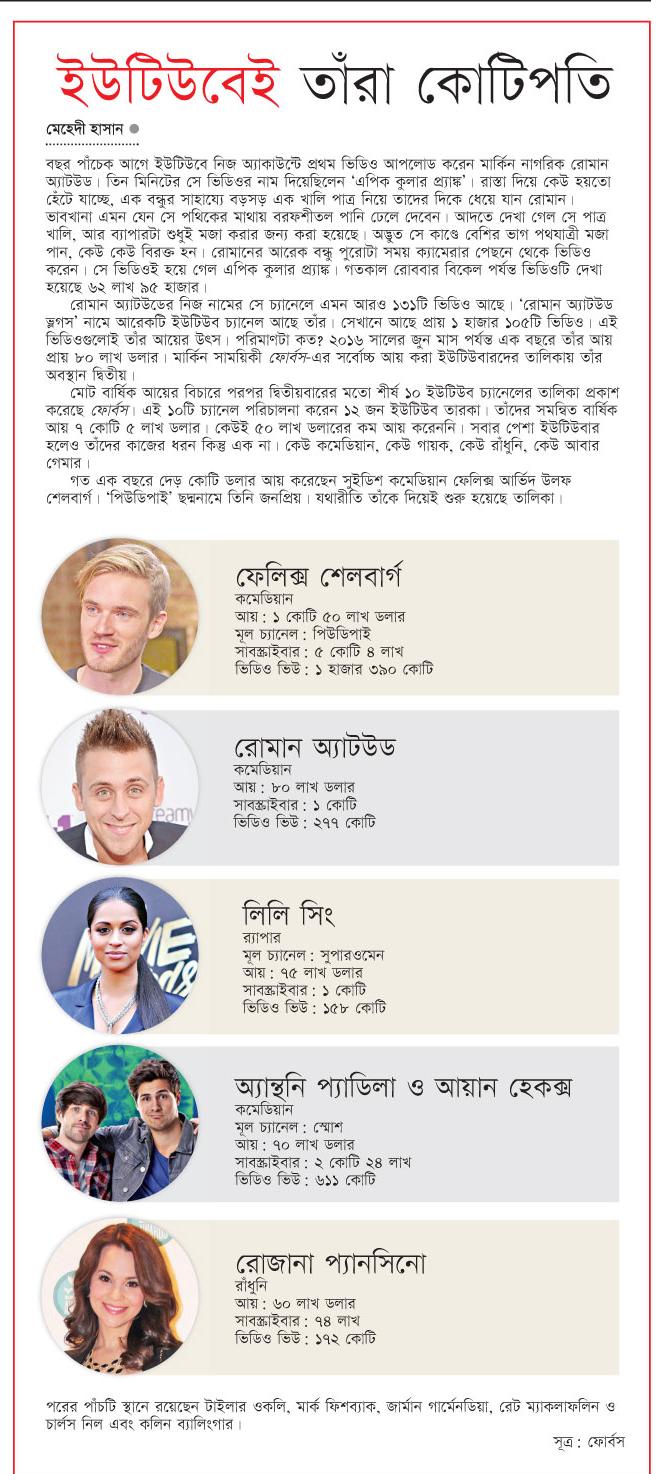 ইউটিউবেই তাঁরা কোটিপতি
মেহেদী হাসান ●
বছর পাঁচেক আগে ইউটিউবে নিজ অ্যাকাউন্টে প্রথম ভিডিও আপলোড করেন মার্কিন নাগরিক রোমান
অ্যাটউড। তিন মিনিটের সে ভিডিওর নাম দিয়েছিলেন ‘এপিক কুলার প্র্যাঙ্ক’। রাস্তা দিয়ে কেউ হয়তো
হেঁটে যাচ্ছে, এক বন্ধুর সাহায্যে বড়সড় এক খালি পাত্র নিয়ে তাদের দিকে ধেয়ে যান রোমান।
ভাবখানা এমন যেন সে পথিকের মাথায় বরফশীতল পানি ঢেলে দেবেন। আদতে দেখা গেল সে পাত্র
খালি, আর ব্যাপারটা শুধুই মজা করার জন্য করা হয়েছে। অদ্ভুত সে কাণ্ডে বেশির ভাগ পথযাত্রী মজা
পান, কেউ কেউ বিরক্ত হন। রোমানের আরেক বন্ধু পুরোটা সময় ক্যামেরার পেছনে থেকে ভিডিও
করেন। সে ভিডিওই হয়ে গেল এপিক কুলার প্র্যাঙ্ক। গতকাল রোববার বিকেল পর্যন্ত ভিডিওটি দেখা
হয়েছে ৬২ লাখ ৯৫ হাজার।
রোমান অ্যাটউডের নিজ নামের সে চ্যানেলে এমন আরও ১৩১টি ভিডিও আছে। ‘রোমান অ্যাটউড
ভ্লগস’ নামে আরেকটি ইউটিউব চ্যানেল আছে তাঁর। সেখানে আছে প্রায় ১ হাজার ১০৫টি ভিডিও। এই
ভিডিওগুলোই তাঁর আয়ের উৎস। পরিমাণটা কত? ২০১৬ সালের জুন মাস পর্যন্ত এক বছরে তাঁর আয়
প্রায় ৮০ লাখ ডলার। মার্কিন সাময়িকী ফোর্বস-এর সর্বোচ্চ আয় করা ইউটিউবারদের তালিকায় তাঁর
অবস্থান দ্বিতীয়।
মোট বার্ষিক আয়ের বিচারে পরপর দ্বিতীয়বারের মতো শীর্ষ ১০ ইউটিউব চ্যানেলের তালিকা প্রকাশ
করেছে ফোর্বস। এই ১০টি চ্যানেল পরিচালনা করেন ১২ জন ইউটিউব তারকা। তাঁদের সমন্বিত বার্ষিক
আয় ৭ কোটি ৫ লাখ ডলার। কেউই ৫০ লাখ ডলারের কম আয় করেননি। সবার পেশা ইউটিউবার
হলেও তাঁদের কাজের ধরন কিন্তু এক না। কেউ কমেডিয়ান, কেউ গায়ক, কেউ রাঁধুনি, কেউ আবার
গেমার।
গত এক বছরে দেড় কোটি ডলার আয় করেছেন সুইডিশ কমেডিয়ান ফেলিক্স আর্ভিদ উলফ
শেলবার্গ। ‘পিউডিপাই’ ছদ্মনামে তিনি জনপ্রিয়। যথারীতি তাঁকে দিয়েই শুরু হয়েছে তালিকা।
ফেলিক্স শেলবার্গ
কমেডিয়ান
আয় : ১ কোটি ৫০ লাখ ডলার
মূল চ্যানেল : পিউডিপাই
সাবস্ক্রাইবার : ৫ কোটি ৪ লাখ
ভিডিও ভিউ : ১ হাজার ৩৯০ কোটি
রোমান অ্যাটউড
কমেডিয়ান
আয় : ৮০ লাখ ডলার
সাবস্ক্রাইবার : ১ কোটি
ভিডিও ভিউ : ২৭৭ কোটি
লিলি সিং
র‍্যাপার
মূল চ্যানেল : সুপারওমেন
আয় : ৭৫ লাখ ডলার
সাবস্ক্রাইবার : ১ কোটি
ভিডিও ভিউ : ১৫৮ কোটি
অ্যান্থনি প্যাডিলা ও আয়ান হেকক্স
কমেডিয়ান
মূল চ্যানেল : স্মোশ
আয় : ৭০ লাখ ডলার
সাবস্ক্রাইবার : ২ কোটি ২৪ লাখ
ভিডিও ভিউ : ৬১১ কোটি
রোজানা প্যানসিনো
রাঁধুনি
আয় : ৬০ লাখ ডলার
সাবস্ক্রাইবার : ৭৪ লাখ
ভিডিও ভিউ : ১৭২ কোটি
পরের পাঁচটি স্থানে রয়েছেন টাইলার ওকলি, মার্ক ফিশব্যাক, জার্মান গার্মেনডিয়া, রেট ম্যাকলাফলিন ও
চার্লস নিল এবং কলিন ব্যালিংগার।
সূত্র : ফোর্বস